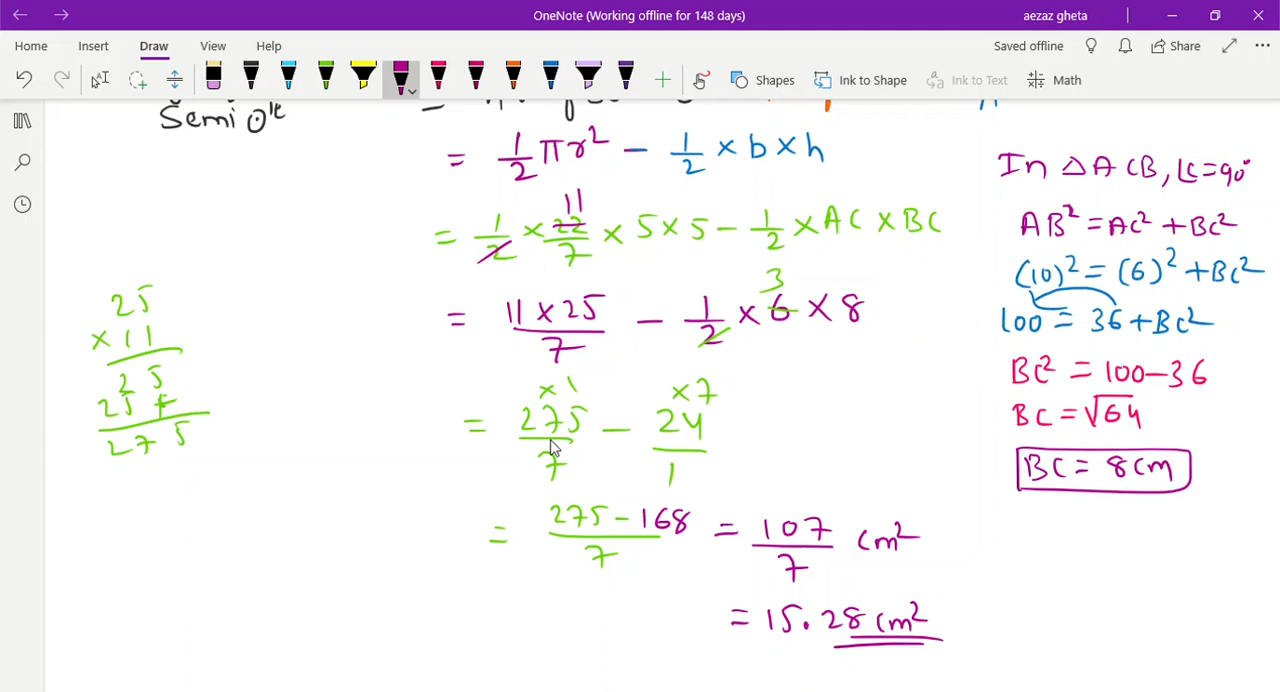 OneNote (Working offline for 148 days)
aezaz gheta
Home Insert Draw View Help
Saved offline Share
Shapes Ink to Shape Ink to Text Math
Semi
= 1/2 πr² - 1/2 × b × h
= 1/2 × 22/7 × 5 × 5 - 1/2 × AC × BC
11
3
= 11 × 25/7 - 1/2 × 6 × 8
×1 ×7
= 275/7 - 24/1
= 275 - 168/7 = 107/7 cm²
= 15.28 cm²
25
× 11
25
25 +
275
In △ACB, ∠C = 90°
AB² = AC² + BC²
(10)² = (6)² + BC²
100 = 36 + BC²
BC² = 100 - 36
BC = √64
BC = 8cm